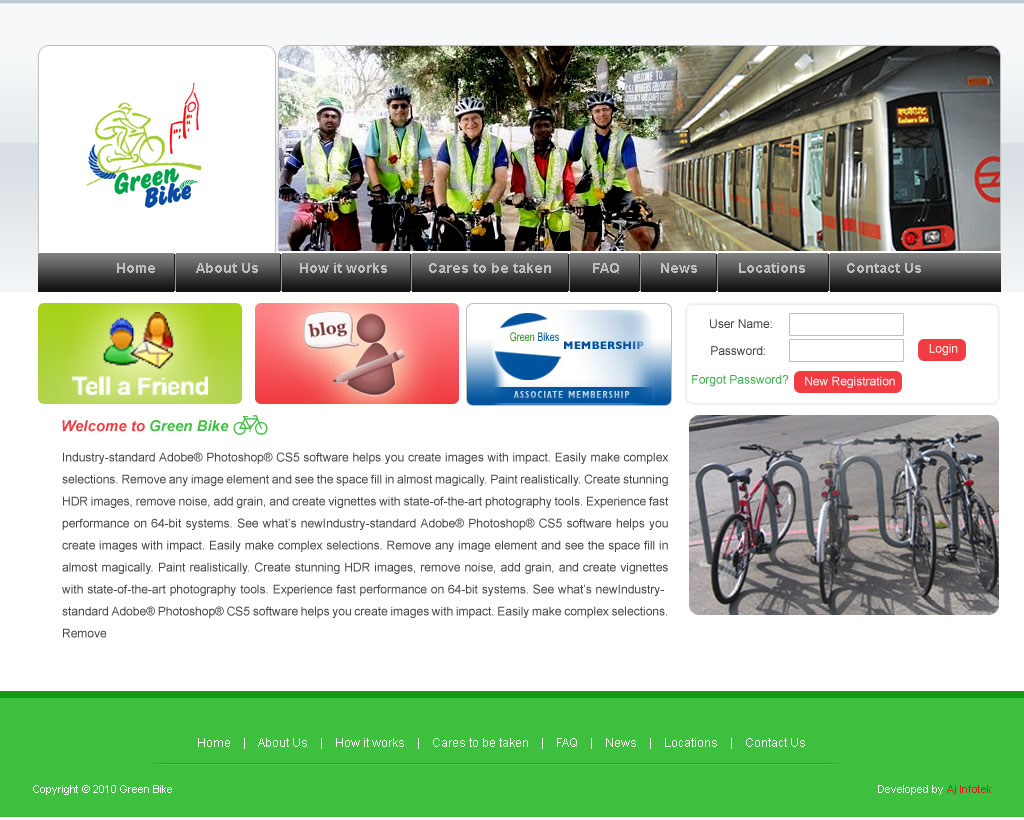 Green
Bike
WELCOME TO
Home
About Us
How it works
Cares to be taken
FAQ
News
Locations
Contact Us
Tell a Friend
blog
Green Bikes
MEMBERSHIP
ASSOCIATE MEMBERSHIP
User Name:
Password:
Login
Forgot Password?
New Registration
Welcome to Green Bike
Industry-standard Adobe® Photoshop® CS5 software helps you create images with impact. Easily make complex
selections. Remove any image element and see the space fill in almost magically. Paint realistically. Create stunning
HDR images, remove noise, add grain, and create vignettes with state-of-the-art photography tools. Experience fast
performance on 64-bit systems. See what's newIndustry-standard Adobe® Photoshop® CS5 software helps you
create images with impact. Easily make complex selections. Remove any image element and see the space fill in
almost magically. Paint realistically. Create stunning HDR images, remove noise, add grain, and create vignettes
with state-of-the-art photography tools. Experience fast performance on 64-bit systems. See what's newIndustry-
standard Adobe® Photoshop® CS5 software helps you create images with impact. Easily make complex selections.
Remove
Home | About Us | How it works | Cares to be taken | FAQ | News | Locations | Contact Us
Copyright © 2010 Green Bike
Developed by Aj Infotek